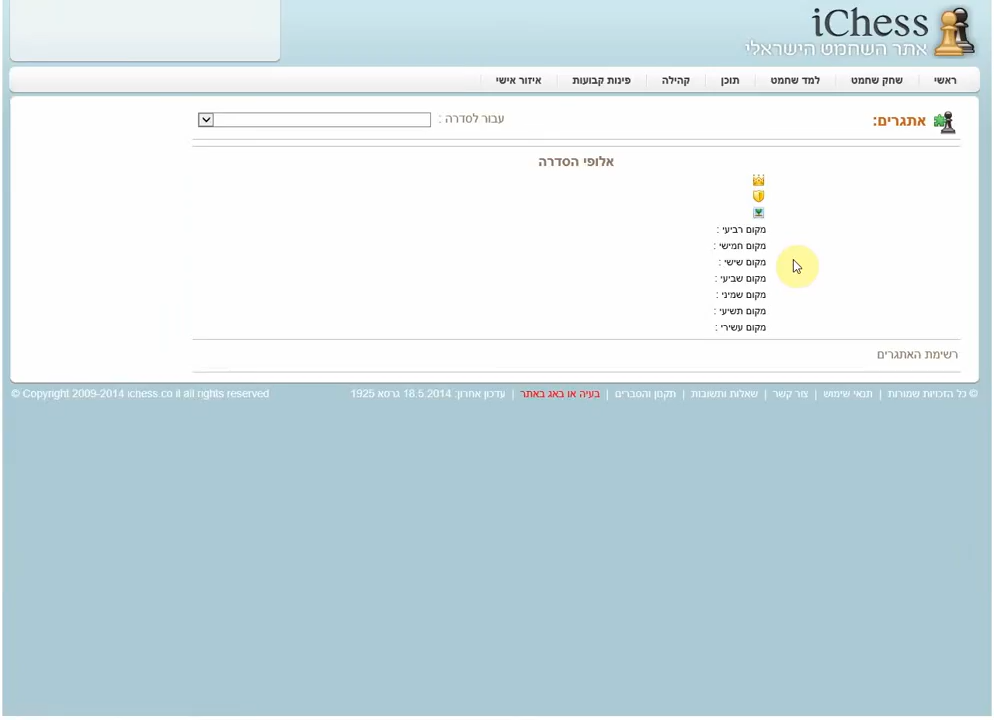 iChess
אתר השחמט הישראלי
ראשי
שחק שחמט
למד שחמט
תוכן
קהילה
פינות קבועות
איזור אישי
אתגרים:
עבור לסדרה :
אלופי הסדרה
מקום רביעי :
מקום חמישי :
מקום שישי :
מקום שביעי :
מקום שמיני :
מקום תשיעי :
מקום עשירי :
רשימת האתגרים
© כל הזכויות שמורות | תנאי שימוש | צור קשר | שאלות ותשובות | תקנון והסברים | בעיה או באג באתר | עדכון אחרון: 18.5.2014 גרסא 1925
© Copyright 2009-2014 ichess.co il all rights reserved